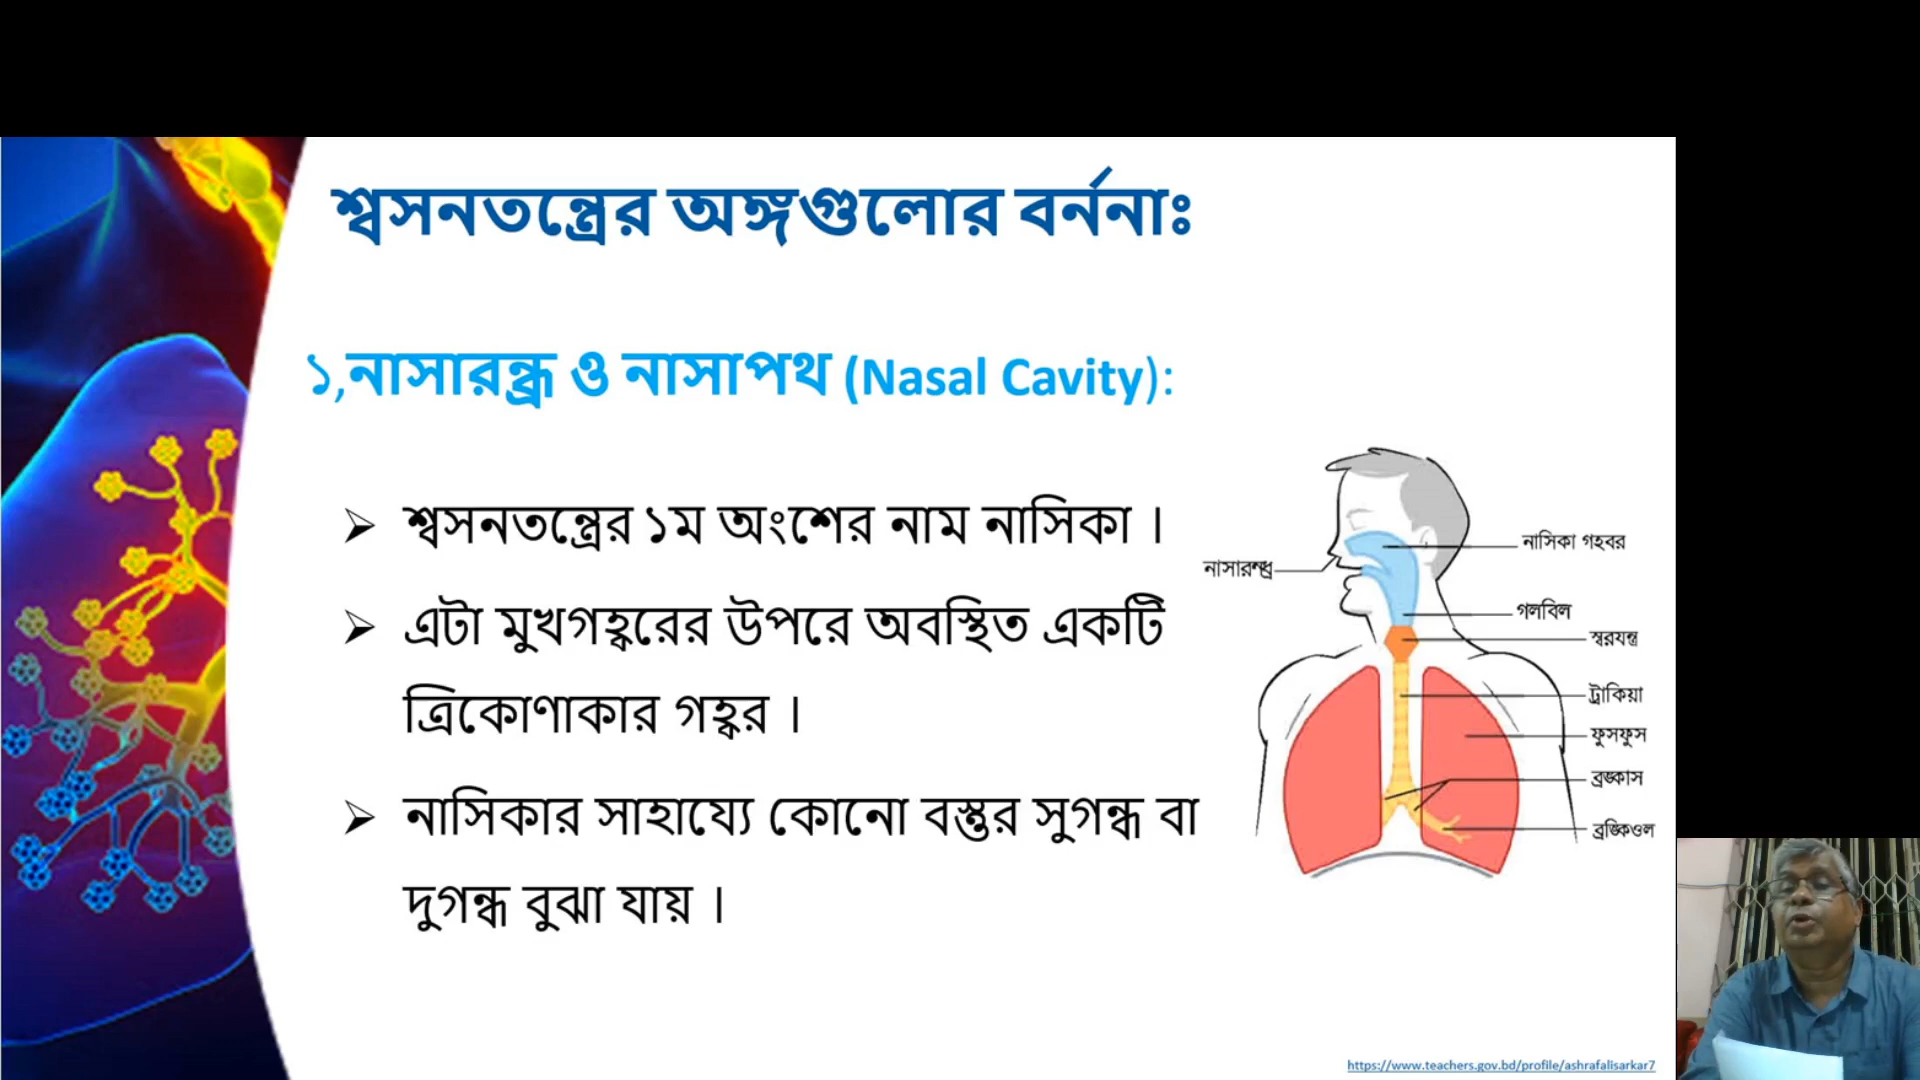 শ্বসনতন্ত্রের অঙ্গগুলোর বর্ননাঃ
১,নাসারন্ধ্র ও নাসাপথ (Nasal Cavity):
➢ শ্বসনতন্ত্রের ১ম অংশের নাম নাসিকা ।
➢ এটা মুখগহ্বরের উপরে অবস্থিত একটি
ত্রিকোণাকার গহ্বর ।
➢ নাসিকার সাহায্যে কোনো বস্তুর সুগন্ধ বা
দুগন্ধ বুঝা যায় ।
নাসারন্ধ্র
নাসিকা গহবর
গলবিল
স্বরযন্ত্র
ট্রাকিয়া
ফুসফুস
ব্রঙ্কাস
ব্রঙ্কিওল
https://www.teachers.gov.bd/profile/ashrafalisarkar7